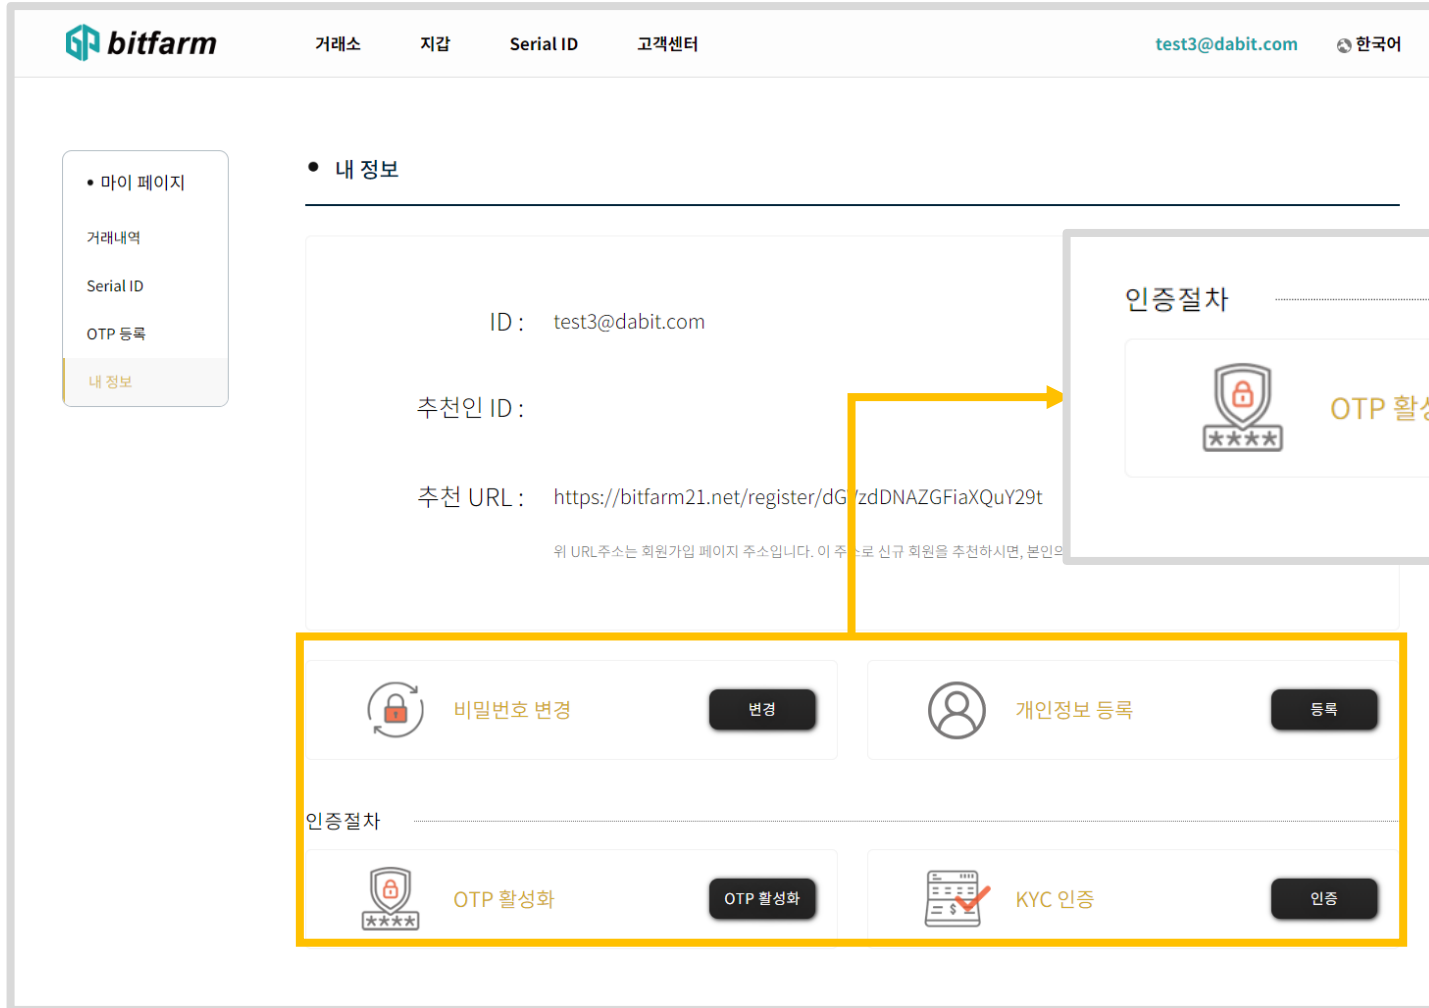 bitfarm 거래소 지갑 Serial ID 고객센터 test3@dabit.com 한국어
• 마이 페이지
거래내역
Serial ID
OTP 등록
내 정보
• 내 정보
ID : test3@dabit.com
추천인 ID :
추천 URL : https://bitfarm21.net/register/dGVzdDNAZGFiaXQuY29t
위 URL주소는 회원가입 페이지 주소입니다. 이 주소로 신규 회원을 추천하시면, 본인의
인증절차
****
OTP 활성
비밀번호 변경 변경
개인정보 등록 등록
인증절차
**** OTP 활성화 OTP 활성화
KYC 인증 인증